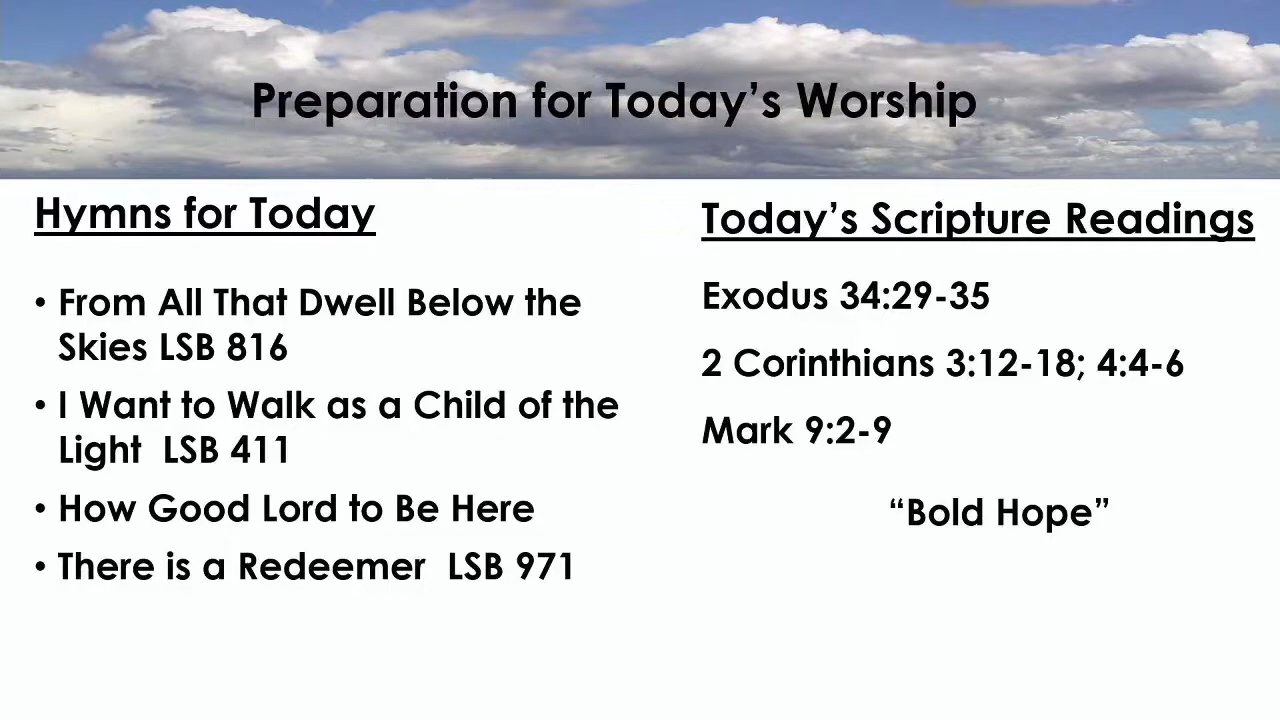 Preparation for Today’s Worship
Hymns for Today
• From All That Dwell Below the
Skies LSB 816
• I Want to Walk as a Child of the
Light  LSB 411
• How Good Lord to Be Here
• There is a Redeemer  LSB 971
Today’s Scripture Readings
Exodus 34:29-35
2 Corinthians 3:12-18; 4:4-6
Mark 9:2-9
“Bold Hope”